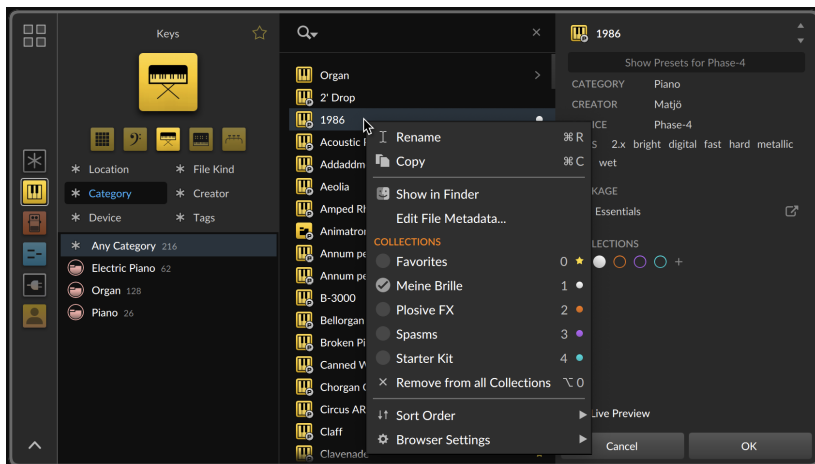 Keys
* Location
* File Kind
* Category
* Creator
* Device
* Tags
* Any Category 216
Electric Piano 62
Organ 128
Piano 26
Organ
2' Drop
1986
Acoustic
Addaddm
Aeolia
Amped Rh
Animatron
Annum pe
Annum pe
B-3000
Bellorgan
Broken Pi
Canned W
Chorgan
Circus AR
Claff
Clavenade
Rename ⌘ R
Copy ⌘ C
Show in Finder
Edit File Metadata...
COLLECTIONS
Favorites 0
Meine Brille 1
Plosive FX 2
Spasms 3
Starter Kit 4
× Remove from all Collections ⌥ 0
Sort Order
Browser Settings
1986
Show Presets for Phase-4
CATEGORY Piano
CREATOR Matjö
ICE Phase-4
S 2.x bright digital fast hard metallic
wet
KAGE
Essentials
LECTIONS
+
Live Preview
Cancel
OK